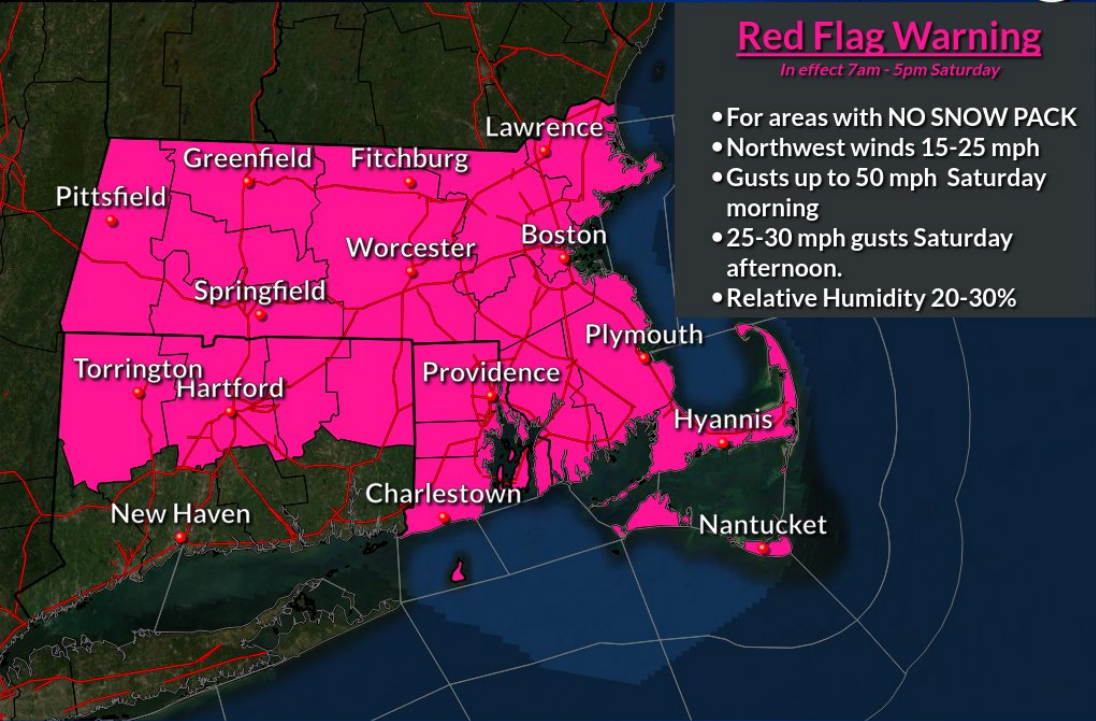 Red Flag Warning
In effect 7am - 5pm Saturday
•For areas with NO SNOW PACK
•Northwest winds 15-25 mph
•Gusts up to 50 mph Saturday
morning
•25-30 mph gusts Saturday
afternoon.
•Relative Humidity 20-30%
Lawrence
Greenfield
Fitchburg
Pittsfield
Boston
Worcester
Springfield
Plymouth
Torrington
Providence
Hartford
Hyannis
Charlestown
New Haven
Nantucket